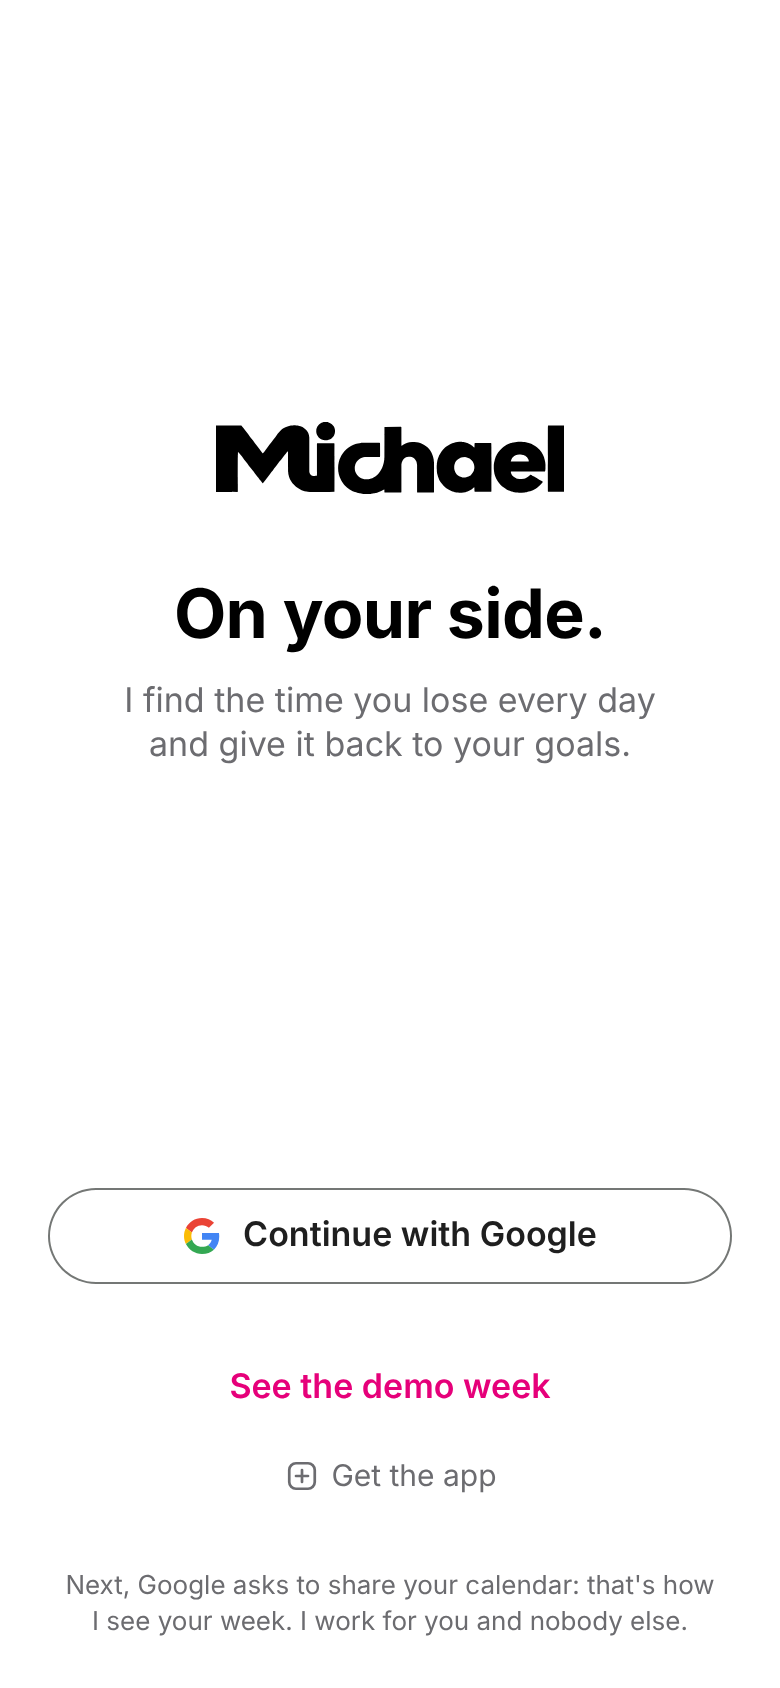 Michael
On your side.
I find the time you lose every day
and give it back to your goals.
Continue with Google
See the demo week
Get the app
Next, Google asks to share your calendar: that's how
I see your week. I work for you and nobody else.